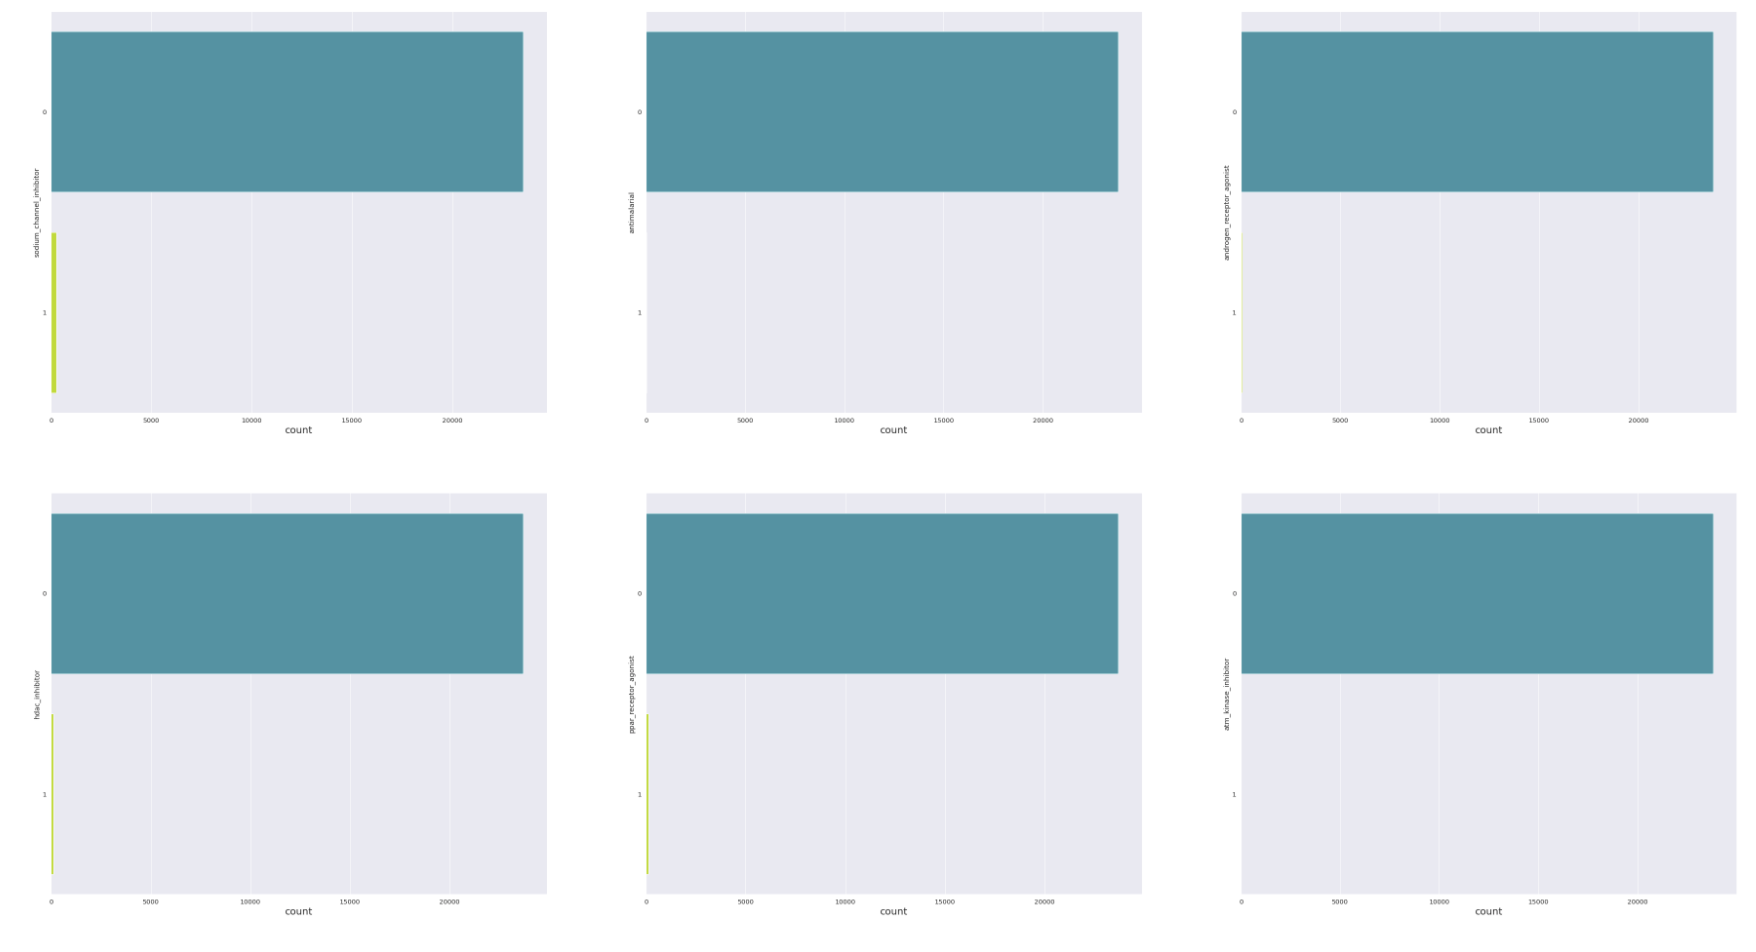 0
sodium_channel_inhibitor
1
0 5000 10000 15000 20000
count
0
antimalarial
1
0 5000 10000 15000 20000
count
0
androgen_receptor_agonist
1
0 5000 10000 15000 20000
count
0
hdac_inhibitor
1
0 5000 10000 15000 20000
count
0
ppar_receptor_agonist
1
0 5000 10000 15000 20000
count
0
atm_kinase_inhibitor
1
0 5000 10000 15000 20000
count